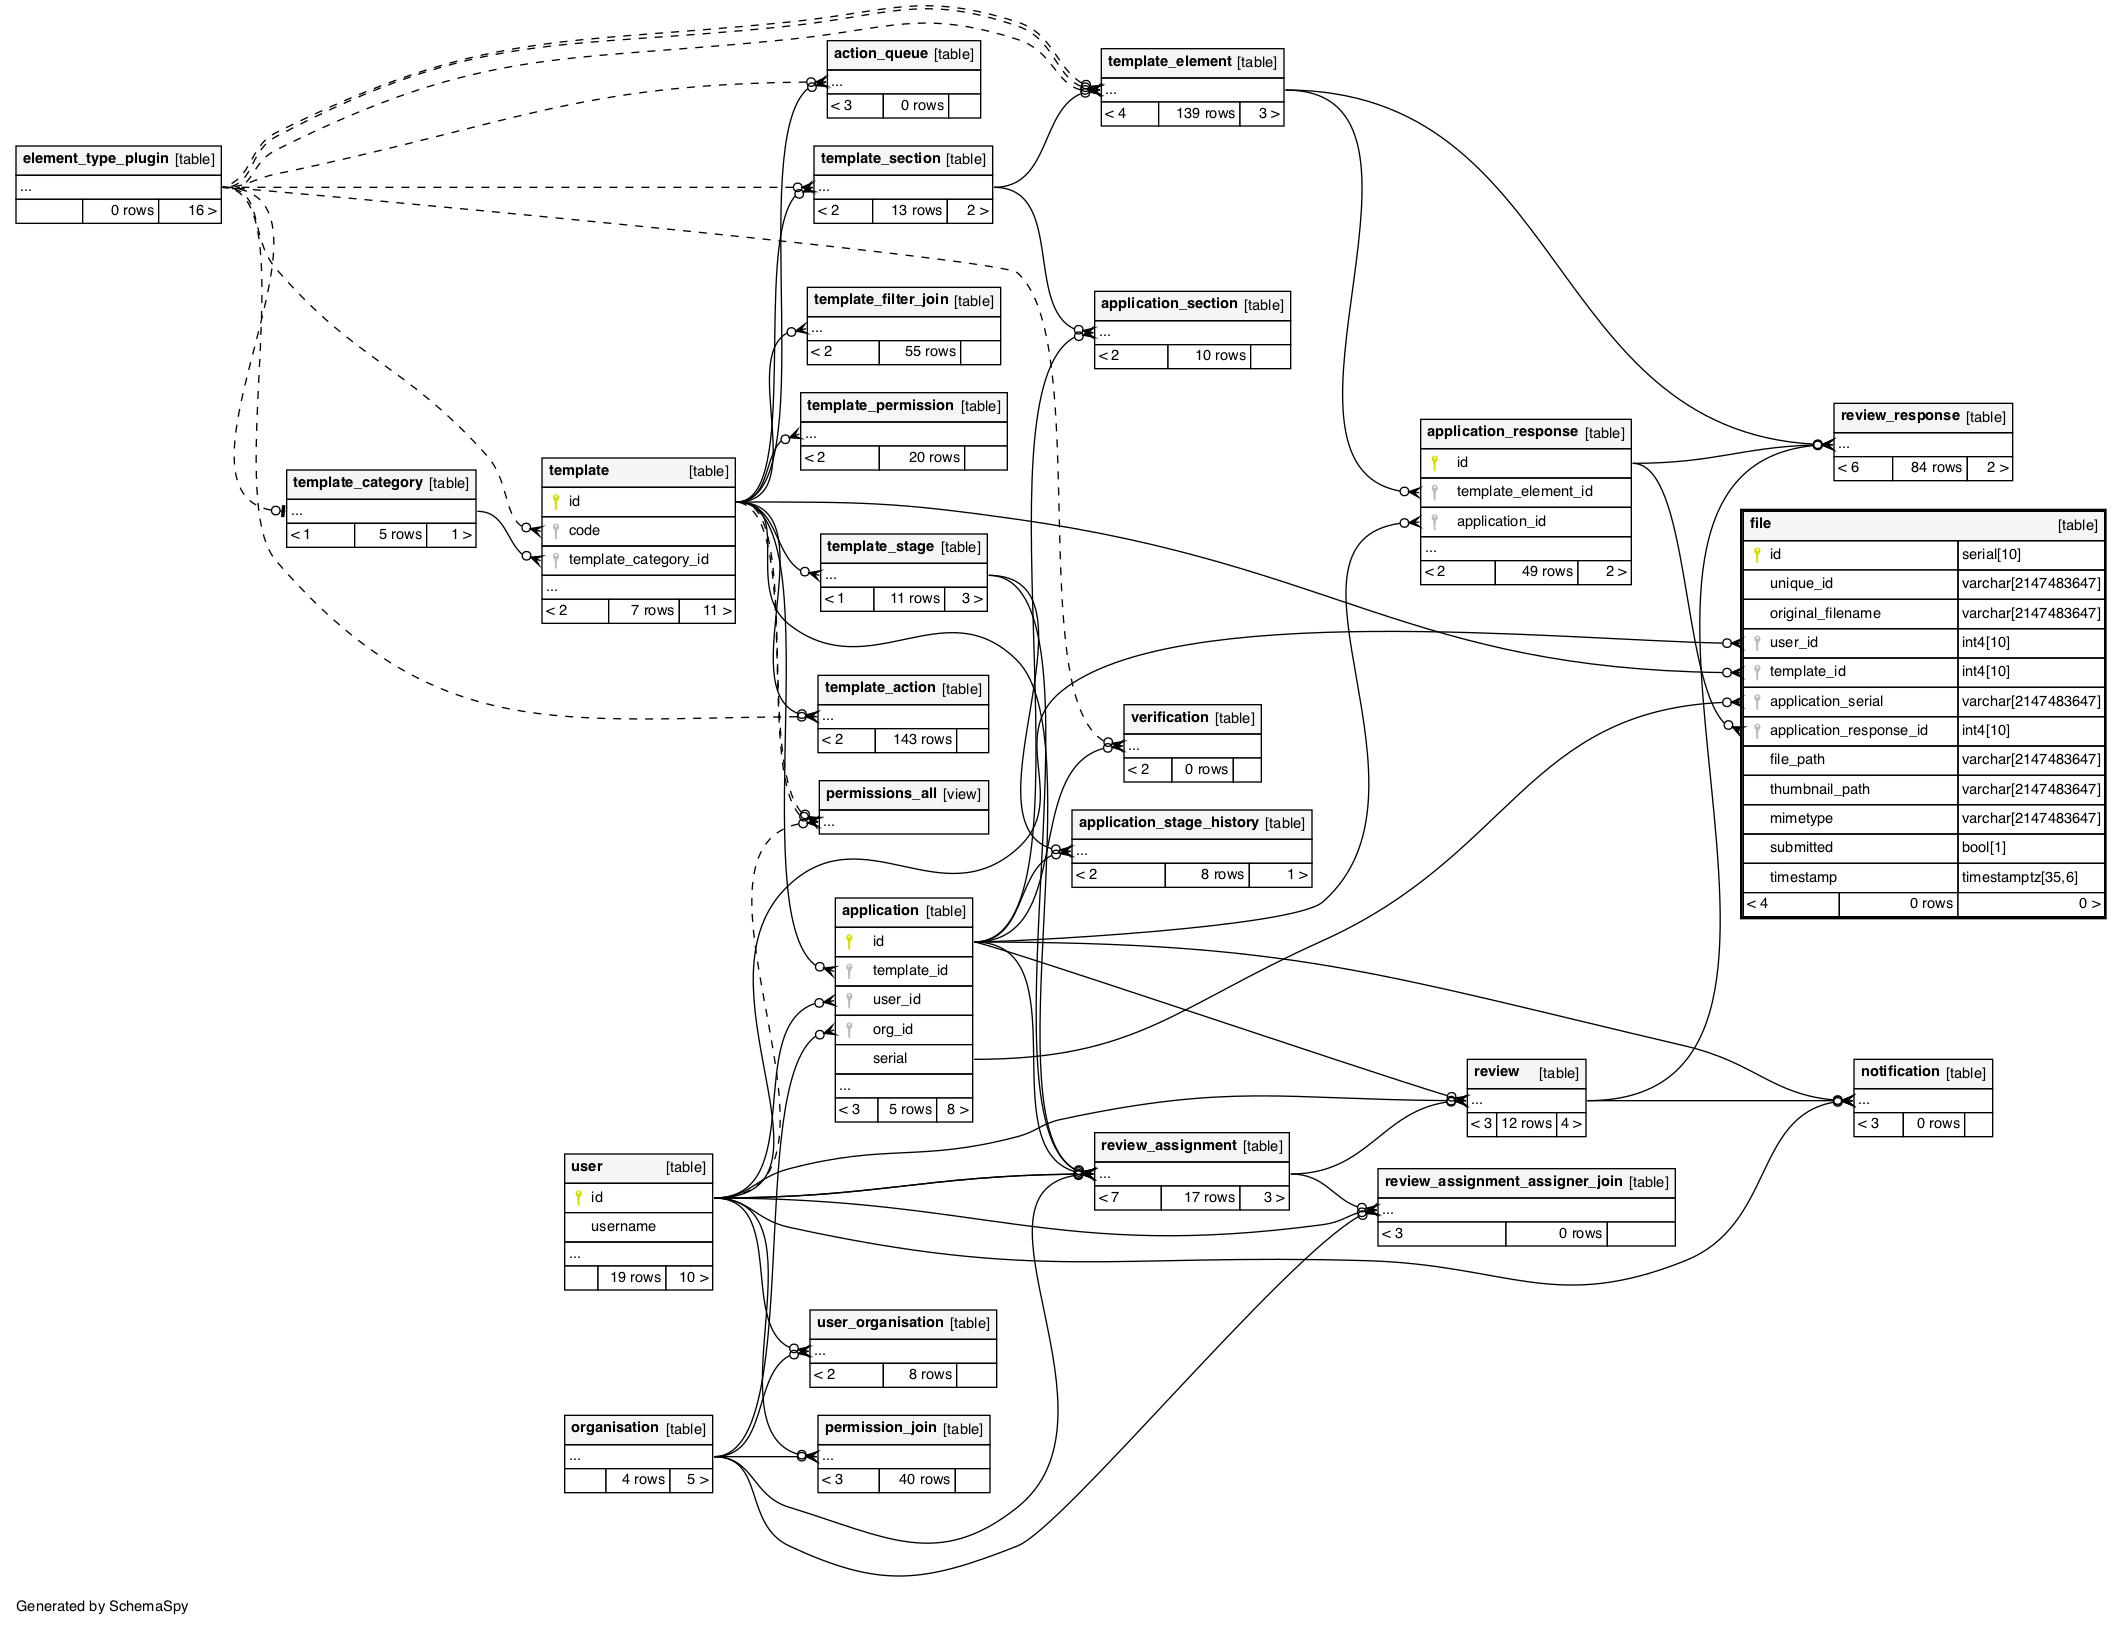 action_queue [table]
...
< 3 0 rows
template_element [table]
...
< 4 139 rows 3 >
element_type_plugin [table]
...
0 rows 16 >
template_section [table]
...
< 2 13 rows 2 >
template_filter_join [table]
...
< 2 55 rows
application_section [table]
...
< 2 10 rows
template_permission [table]
...
< 2 20 rows
application_response [table]
id
template_element_id
application_id
...
< 2 49 rows 2 >
review_response [table]
...
< 6 84 rows 2 >
template_category [table]
...
< 1 5 rows 1 >
template [table]
id
code
template_category_id
...
< 2 7 rows 11 >
file [table]
id serial[10]
unique_id varchar[2147483647]
original_filename varchar[2147483647]
user_id int4[10]
template_id int4[10]
application_serial varchar[2147483647]
application_response_id int4[10]
file_path varchar[2147483647]
thumbnail_path varchar[2147483647]
mimetype varchar[2147483647]
submitted bool[1]
timestamp timestamptz[35,6]
< 4 0 rows 0 >
template_stage [table]
...
< 1 11 rows 3 >
template_action [table]
...
< 2 143 rows
verification [table]
...
< 2 0 rows
permissions_all [view]
...
application_stage_history [table]
...
< 2 8 rows 1 >
application [table]
id
template_id
user_id
org_id
serial
...
< 3 5 rows 8 >
review [table]
...
< 3 12 rows 4 >
notification [table]
...
< 3 0 rows
review_assignment [table]
...
< 7 17 rows 3 >
user [table]
id
username
...
19 rows 10 >
review_assignment_assigner_join [table]
...
< 3 0 rows
user_organisation [table]
...
< 2 8 rows
organisation [table]
...
4 rows 5 >
permission_join [table]
...
< 3 40 rows
Generated by SchemaSpy